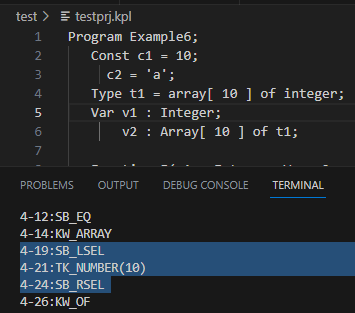 test > testprj.kpl
1 Program Example6;
2 Const c1 = 10;
3 c2 = 'a';
4 Type t1 = array[ 10 ] of integer;
5 Var v1 : Integer;
6 v2 : Array[ 10 ] of t1;
7
PROBLEMS OUTPUT DEBUG CONSOLE TERMINAL
4-12:SB_EQ
4-14:KW_ARRAY
4-19:SB_LSEL
4-21:TK_NUMBER(10)
4-24:SB_RSEL
4-26:KW_OF